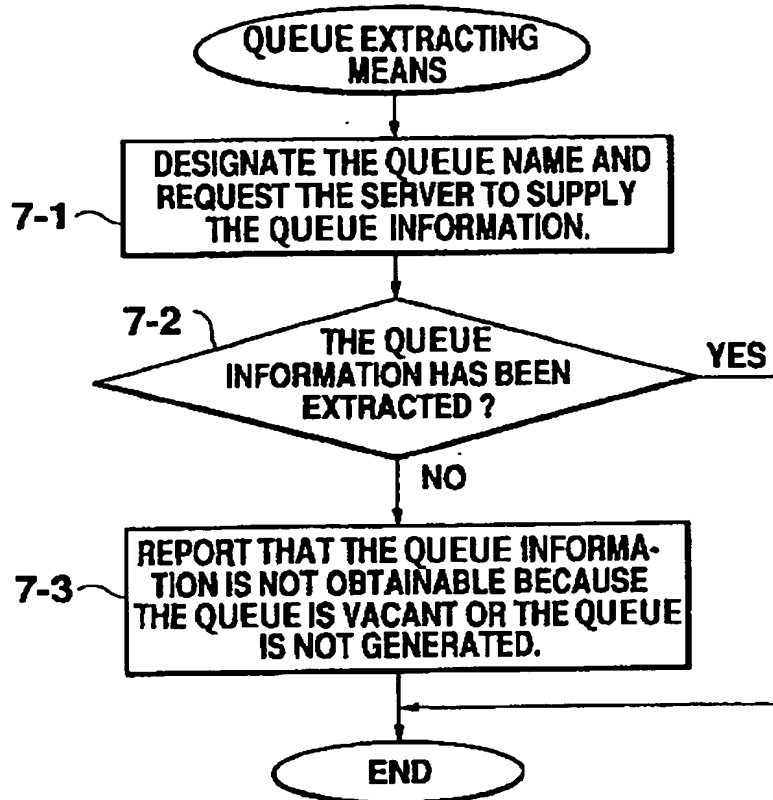 QUEUE EXTRACTING
MEANS
7-1
DESIGNATE THE QUEUE NAME AND
REQUEST THE SERVER TO SUPPLY
THE QUEUE INFORMATION.
7-2
THE QUEUE
INFORMATION HAS BEEN
EXTRACTED ?
YES
NO
7-3
REPORT THAT THE QUEUE INFORMA-
TION IS NOT OBTAINABLE BECAUSE
THE QUEUE IS VACANT OR THE QUEUE
IS NOT GENERATED.
END